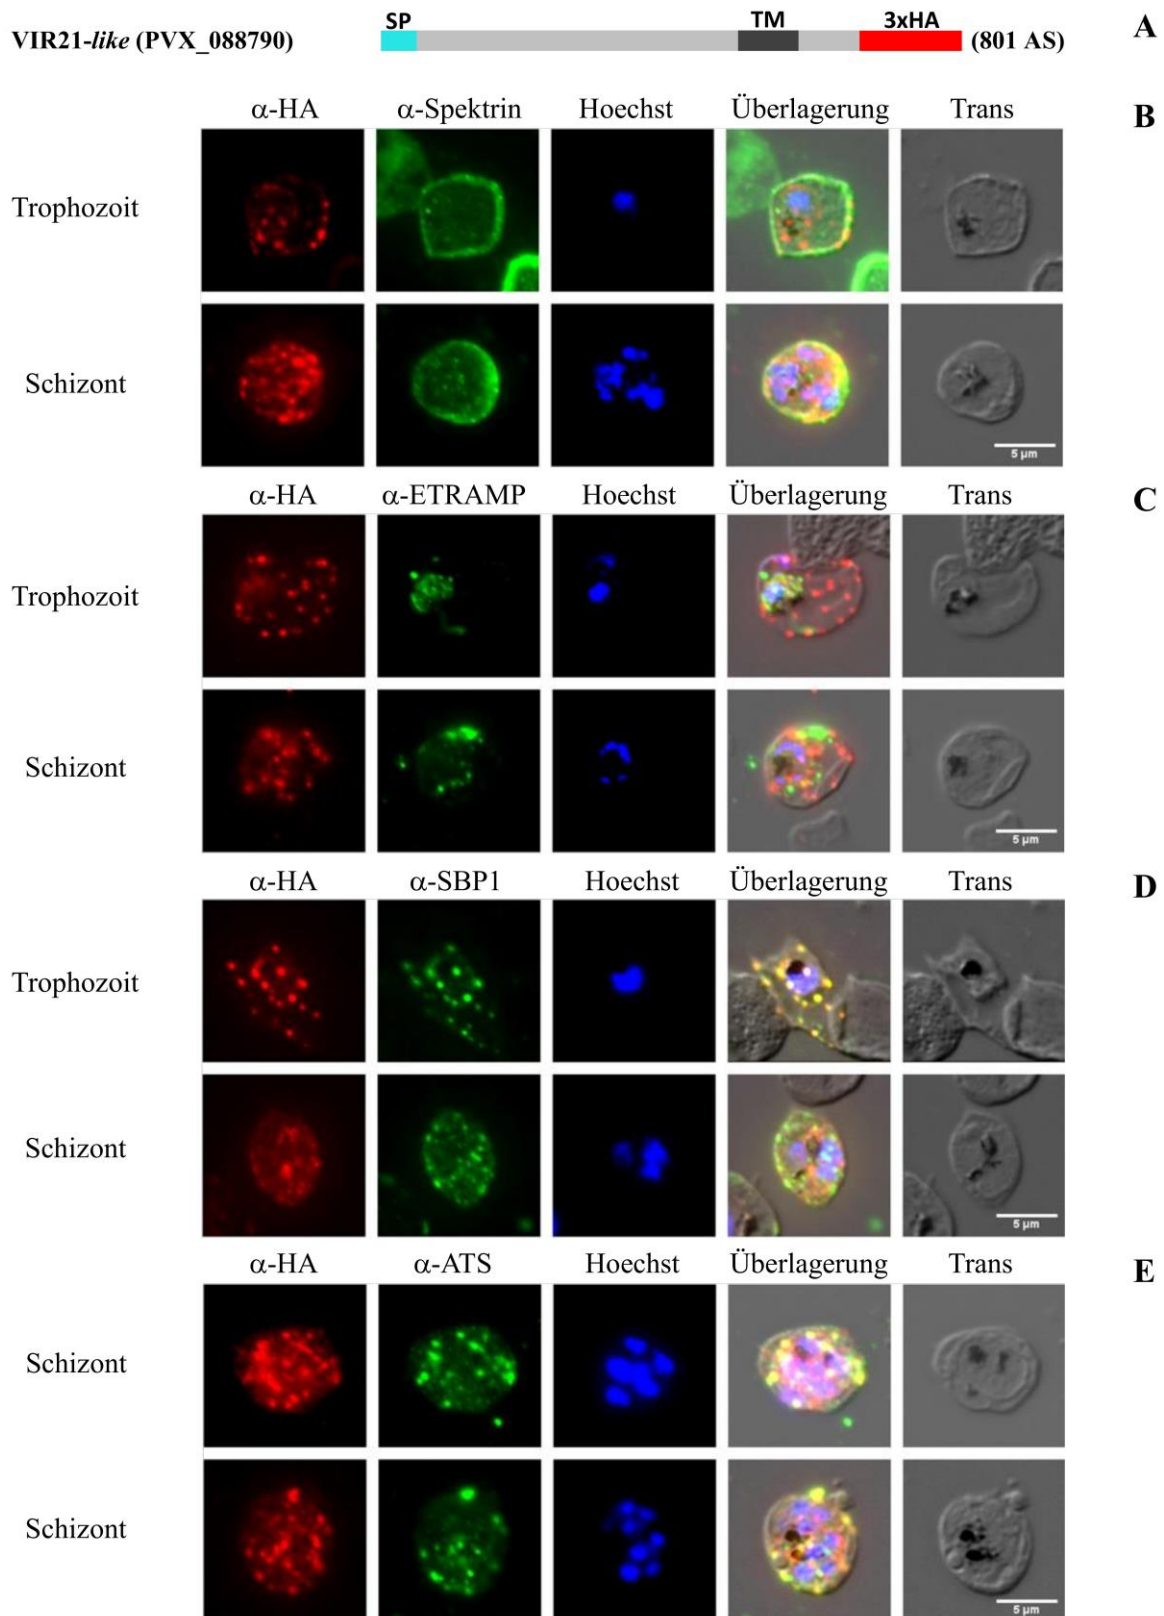 SP TM 3xHA
VIR21-like (PVX_088790) (801 AS) A
α-HA α-Spektrin Hoechst Überlagerung Trans B
Trophozoit
Schizont
5 µm
α-HA α-ETRAMP Hoechst Überlagerung Trans C
Trophozoit
Schizont
5 µm
α-HA α-SBP1 Hoechst Überlagerung Trans D
Trophozoit
Schizont
5 µm
α-HA α-ATS Hoechst Überlagerung Trans E
Schizont
Schizont
5 µm